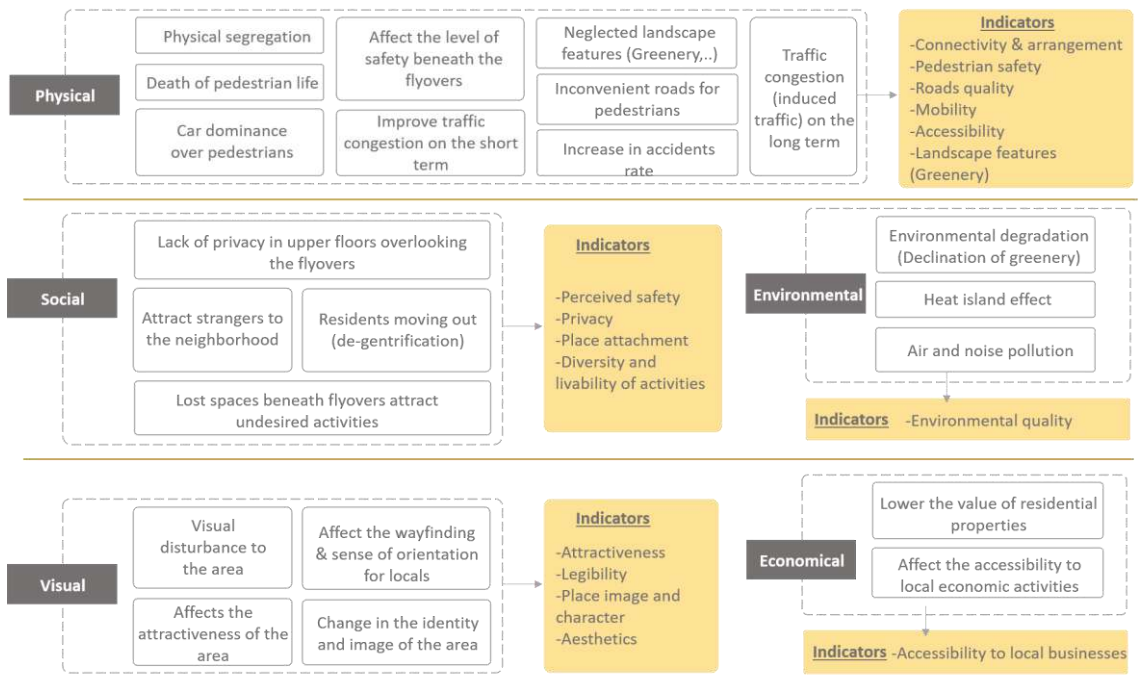 Physical
Physical segregation
Death of pedestrian life
Car dominance
over pedestrians
Affect the level of
safety beneath the
flyovers
Improve traffic
congestion on the short
term
Neglected landscape
features (Greenery,..)
Inconvenient roads for
pedestrians
Increase in accidents
rate
Traffic
congestion
(induced
traffic) on the
long term
Indicators
-Connectivity & arrangement
-Pedestrian safety
-Roads quality
-Mobility
-Accessibility
-Landscape features
(Greenery)
Social
Lack of privacy in upper floors overlooking
the flyovers
Attract strangers to
the neighborhood
Residents moving out
(de-gentrification)
Lost spaces beneath flyovers attract
undesired activities
Indicators
-Perceived safety
-Privacy
-Place attachment
-Diversity and
livability of activities
Environmental
Environmental degradation
(Declination of greenery)
Heat island effect
Air and noise pollution
Indicators -Environmental quality
Visual
Visual
disturbance to
the area
Affect the wayfinding
& sense of orientation
for locals
Affects the
attractiveness of the
area
Change in the identity
and image of the area
Indicators
-Attractiveness
-Legibility
-Place image and
character
-Aesthetics
Economical
Lower the value of residential
properties
Affect the accessibility to
local economic activities
Indicators -Accessibility to local businesses